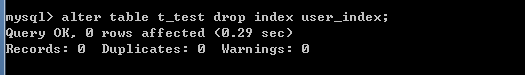 mysql> alter table t_test drop index user_index;
Query OK, 0 rows affected (0.29 sec)
Records: 0  Duplicates: 0  Warnings: 0